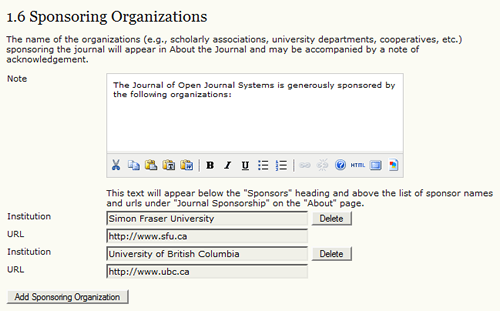 1.6 Sponsoring Organizations
The name of the organizations (e.g., scholarly associations, university departments, cooperatives, etc.)
sponsoring the journal will appear in About the Journal and may be accompanied by a note of
acknowledgement.
Note
The Journal of Open Journal Systems is generously sponsored by
the following organizations:
B I U HTML
This text will appear below the "Sponsors" heading and above the list of sponsor names
and urls under "Journal Sponsorship" on the "About" page.
Institution Simon Fraser University Delete
URL http://www.sfu.ca
Institution University of British Columbia Delete
URL http://www.ubc.ca
Add Sponsoring Organization